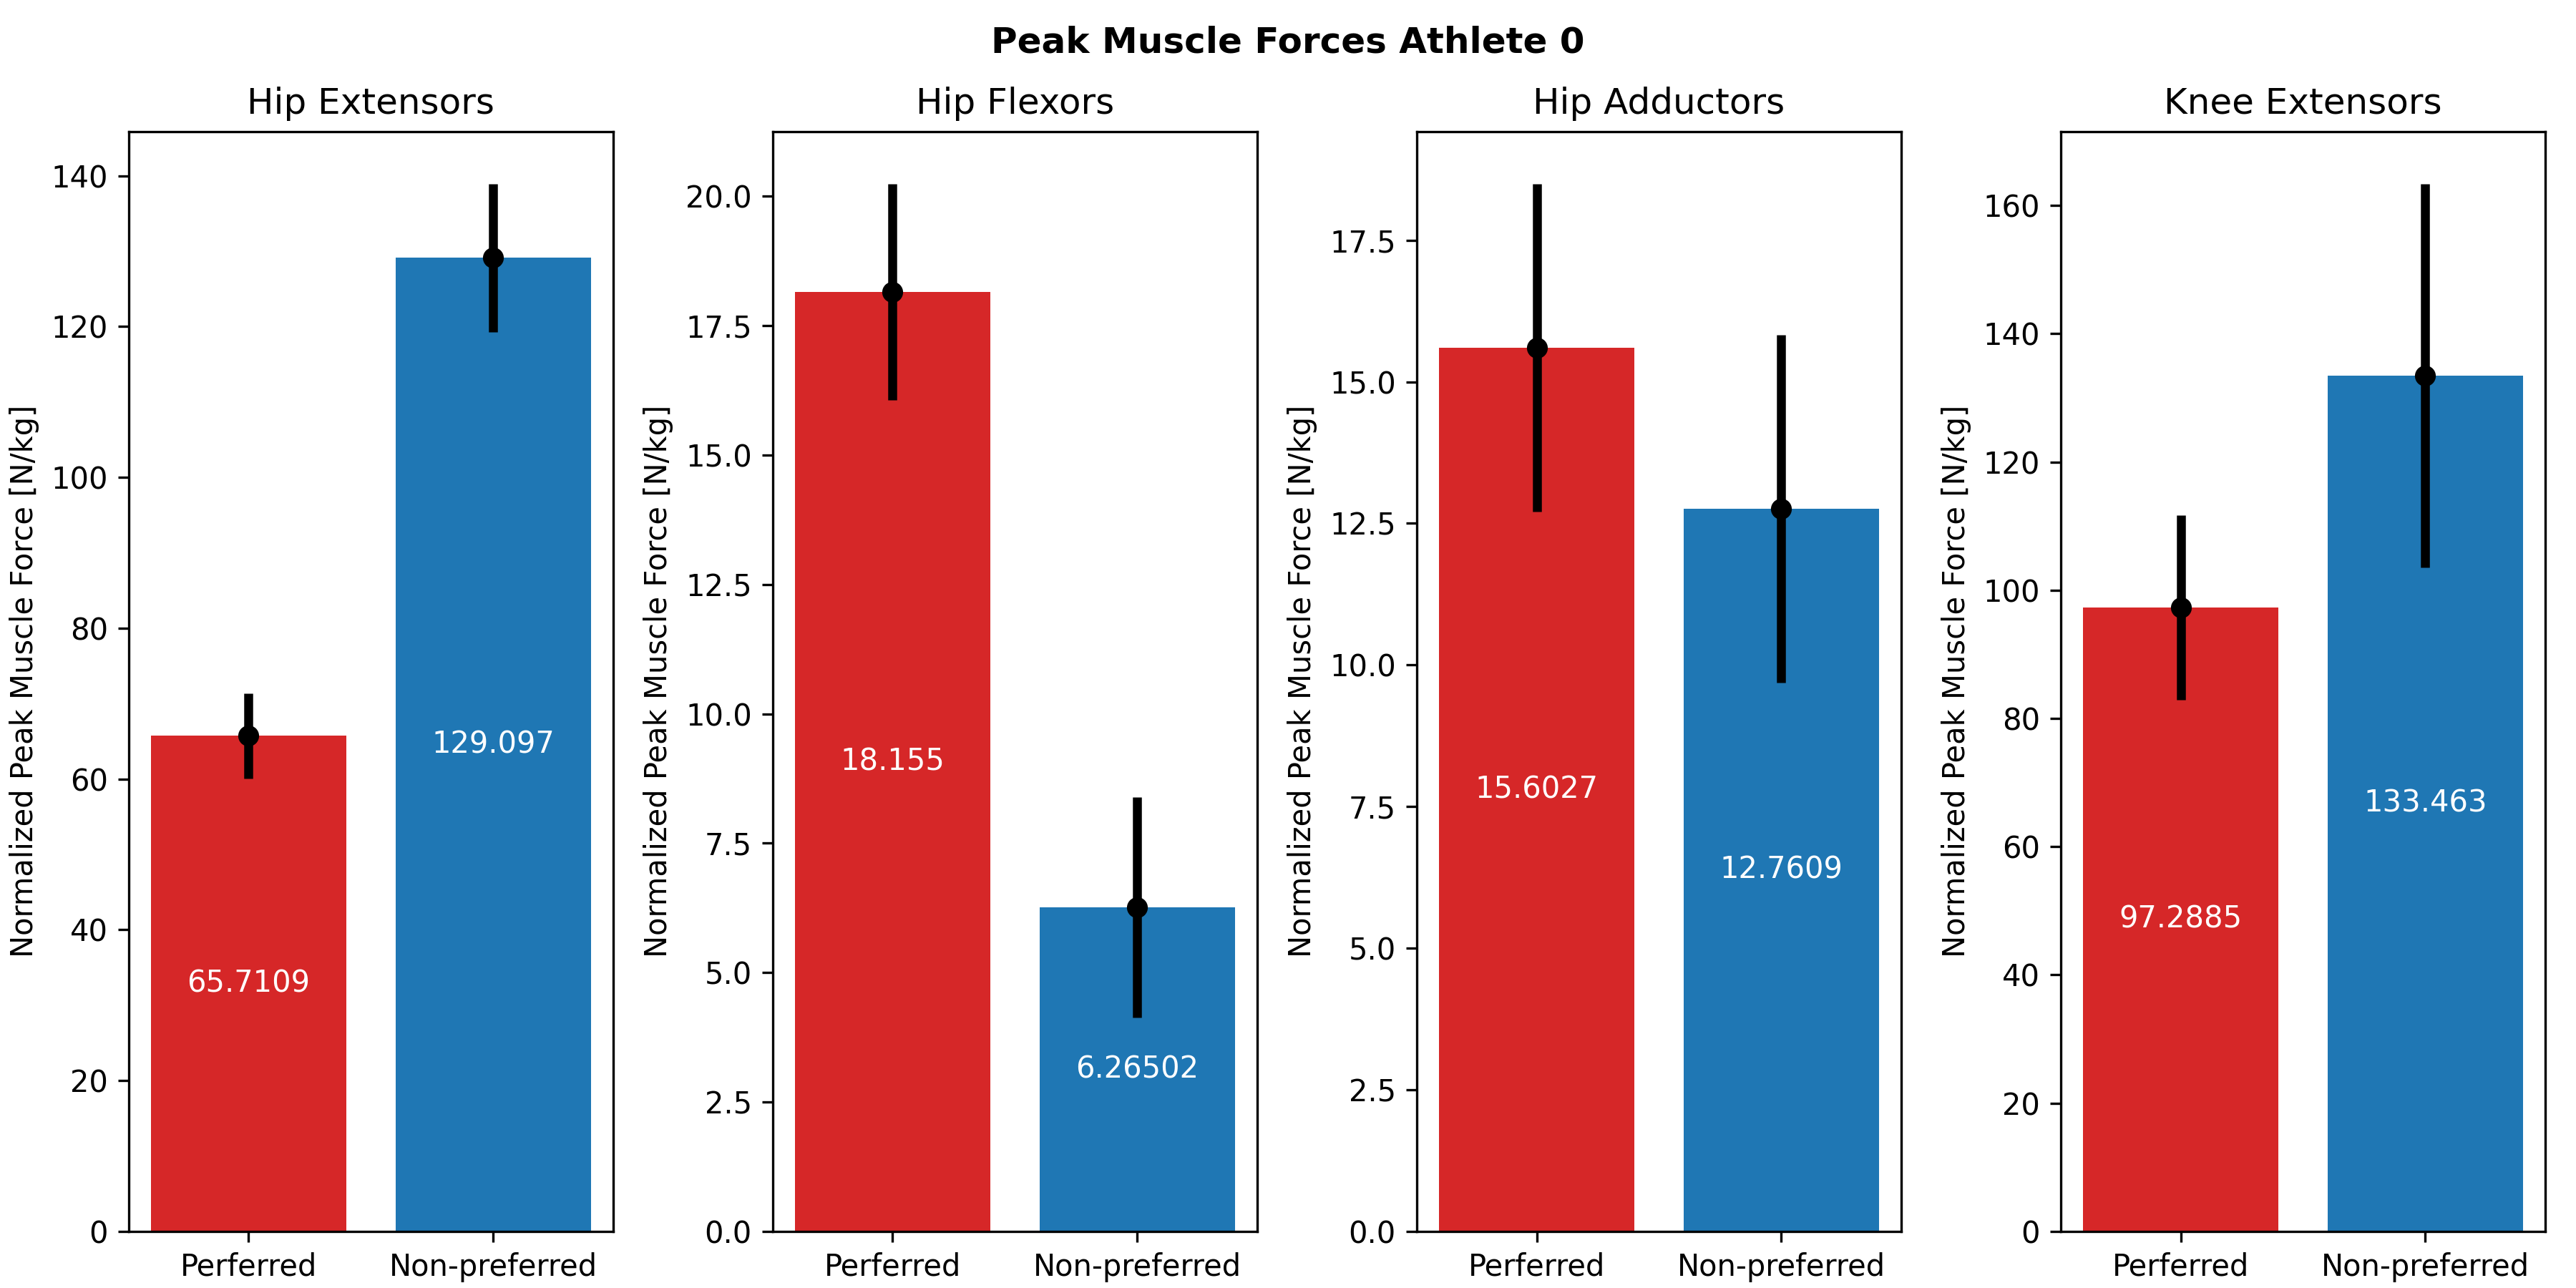 Peak Muscle Forces Athlete 0
Hip Extensors
Normalized Peak Muscle Force [N/kg]
140
120
100
80
60
40
20
0
65.7109
129.097
Perferred
Non-preferred
Hip Flexors
Normalized Peak Muscle Force [N/kg]
20.0
17.5
15.0
12.5
10.0
7.5
5.0
2.5
0.0
18.155
6.26502
Perferred
Non-preferred
Hip Adductors
Normalized Peak Muscle Force [N/kg]
17.5
15.0
12.5
10.0
7.5
5.0
2.5
0.0
15.6027
12.7609
Perferred
Non-preferred
Knee Extensors
Normalized Peak Muscle Force [N/kg]
160
140
120
100
80
60
40
20
0
97.2885
133.463
Perferred
Non-preferred